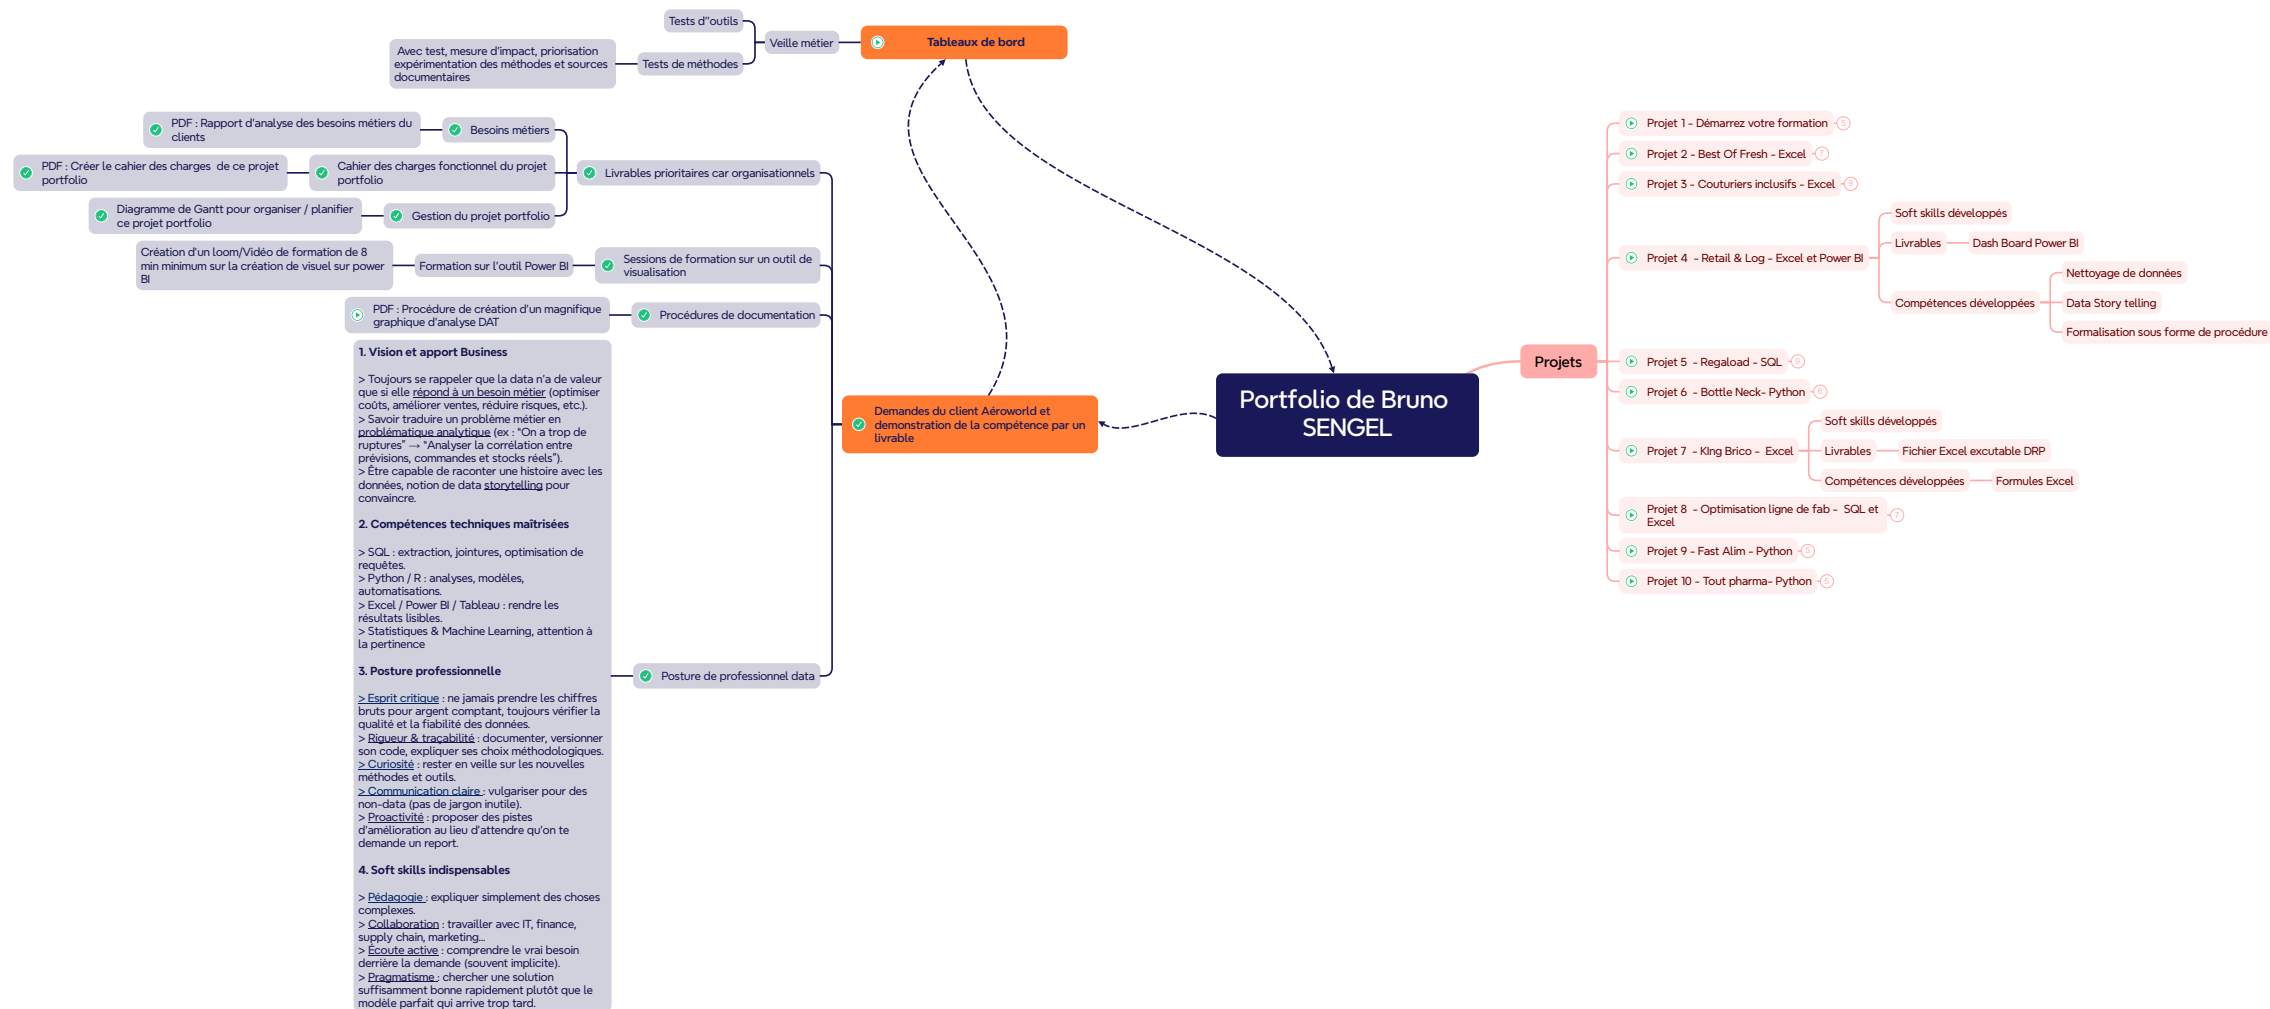 Tests d"outils
Veille métier
Tableaux de bord
Avec test, mesure d'impact, priorisation
expérimentation des méthodes et sources
documentaires
Tests de méthodes
PDF : Rapport d'analyse des besoins métiers du
clients
Besoins métiers
PDF : Créer le cahier des charges  de ce projet
portfolio
Cahier des charges fonctionnel du projet
portfolio
Livrables prioritaires car organisationnels
Diagramme de Gantt pour organiser / planifier
ce projet portfolio
Gestion du projet portfolio
Création d'un loom/Vidéo de formation de 8
min minimum sur la création de visuel sur power
BI
Formation sur l'outil Power BI
Sessions de formation sur un outil de
visualisation
PDF : Procédure de création d'un magnifique
graphique d'analyse DAT
Procédures de documentation
1. Vision et apport Business
> Toujours se rappeler que la data n'a de valeur
que si elle répond à un besoin métier (optimiser
coûts, améliorer ventes, réduire risques, etc.).
> Savoir traduire un problème métier en
problématique analytique (ex : “On a trop de
ruptures” → “Analyser la corrélation entre
prévisions, commandes et stocks réels”).
> Être capable de raconter une histoire avec les
données, notion de data storytelling pour
convaincre.
2. Compétences techniques maîtrisées
> SQL : extraction, jointures, optimisation de
requêtes.
> Python / R : analyses, modèles,
automatisations.
> Excel / Power BI / Tableau : rendre les
résultats lisibles.
> Statistiques & Machine Learning, attention à
la pertinence
3. Posture professionnelle
> Esprit critique : ne jamais prendre les chiffres
bruts pour argent comptant, toujours vérifier la
qualité et la fiabilité des données.
> Rigueur & traçabilité : documenter, versionner
son code, expliquer ses choix méthodologiques.
> Curiosité : rester en veille sur les nouvelles
méthodes et outils.
> Communication claire : vulgariser pour des
non-data (pas de jargon inutile).
> Proactivité : proposer des pistes
d'amélioration au lieu d'attendre qu'on te
demande un report.
4. Soft skills indispensables
> Pédagogie : expliquer simplement des choses
complexes.
> Collaboration : travailler avec IT, finance,
supply chain, marketing…
> Écoute active : comprendre le vrai besoin
derrière la demande (souvent implicite).
> Pragmatisme : chercher une solution
suffisamment bonne rapidement plutôt que le
modèle parfait qui arrive trop tard.
Posture de professionnel data
Demandes du client Aéroworld et
demonstration de la compétence par un
livrable
Portfolio de Bruno
SENGEL
Projets
Projet 1 - Démarrez votre formation
5
Projet 2 - Best Of Fresh - Excel
7
Projet 3 - Couturiers inclusifs - Excel
9
Projet 4  - Retail & Log - Excel et Power BI
Soft skills développés
Livrables
Dash Board Power BI
Compétences développées
Nettoyage de données
Data Story telling
Formalisation sous forme de procédure
Projet 5  - Regaload - SQL
9
Projet 6  - Bottle Neck- Python
6
Projet 7  - KIng Brico -  Excel
Soft skills développés
Livrables
Fichier Excel excutable DRP
Compétences développées
Formules Excel
Projet 8  - Optimisation ligne de fab -  SQL et
Excel
7
Projet 9 - Fast Alim - Python
5
Projet 10 - Tout pharma- Python
5